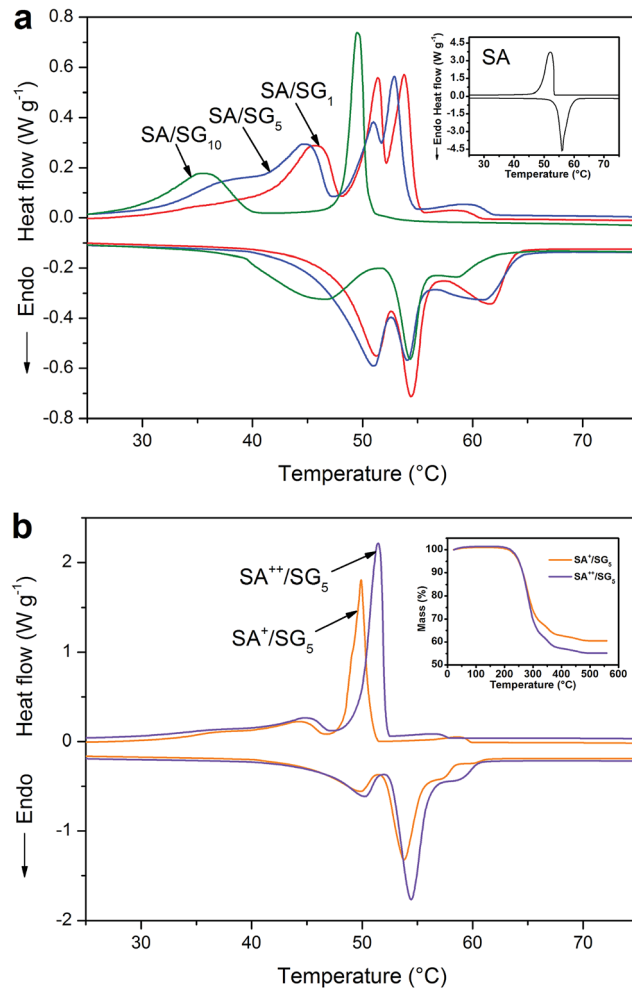 a
0.8
0.6
0.4
0.2
0.0
-0.2
-0.4
-0.6
-0.8
Endo Heat flow (W g⁻¹)
SA/SG₁₀
SA/SG₅
SA/SG₁
SA
4.5
3.0
1.5
0.0
-1.5
-3.0
-4.5
Endo Heat flow (W g⁻¹)
30 40 50 60 70
Temperature (°C)
30 40 50 60 70
Temperature (°C)
b
2
1
0
-1
-2
Endo Heat flow (W g⁻¹)
SA⁺⁺/SG₅
SA⁺/SG₅
100
90
80
70
60
50
Mass (%)
SA⁺/SG₅
SA⁺⁺/SG₅
0 100 200 300 400 500 600
Temperature (°C)
30 40 50 60 70
Temperature (°C)